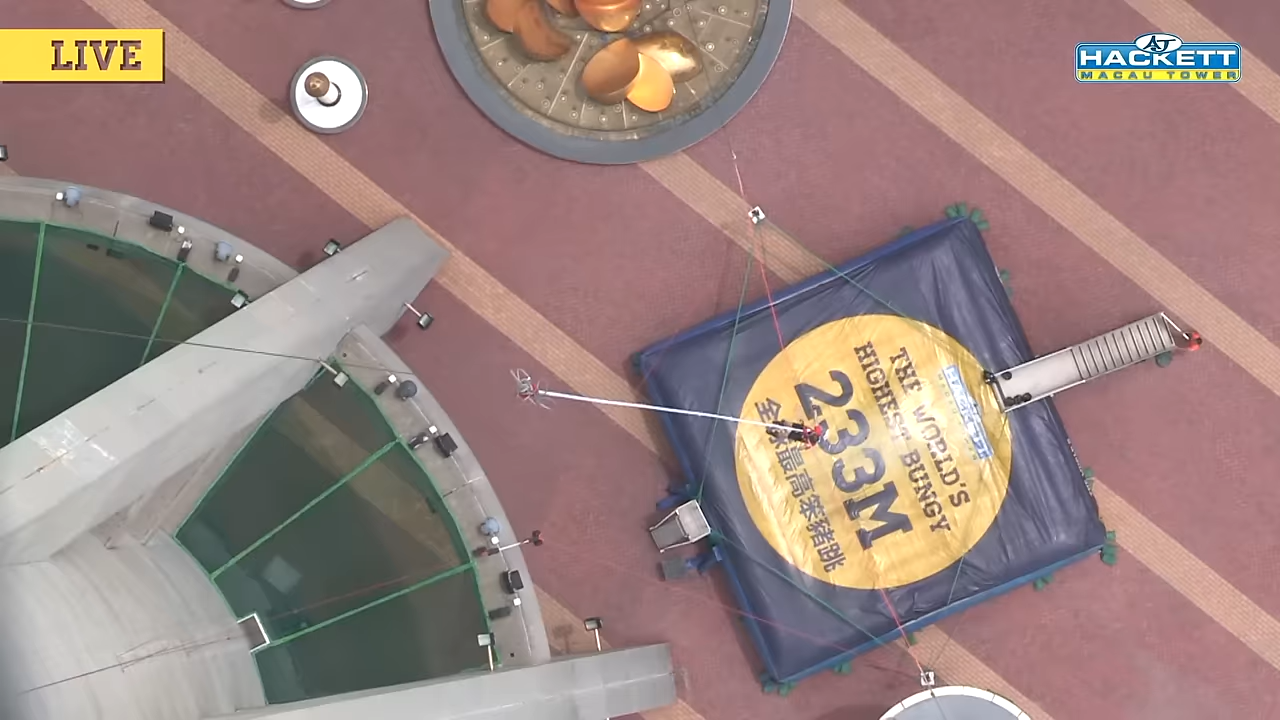 LIVE
AJ
HACKETT
MACAU TOWER
THE WORLD'S
HIGHEST BUNGY
233M
全球最高笨豬跳